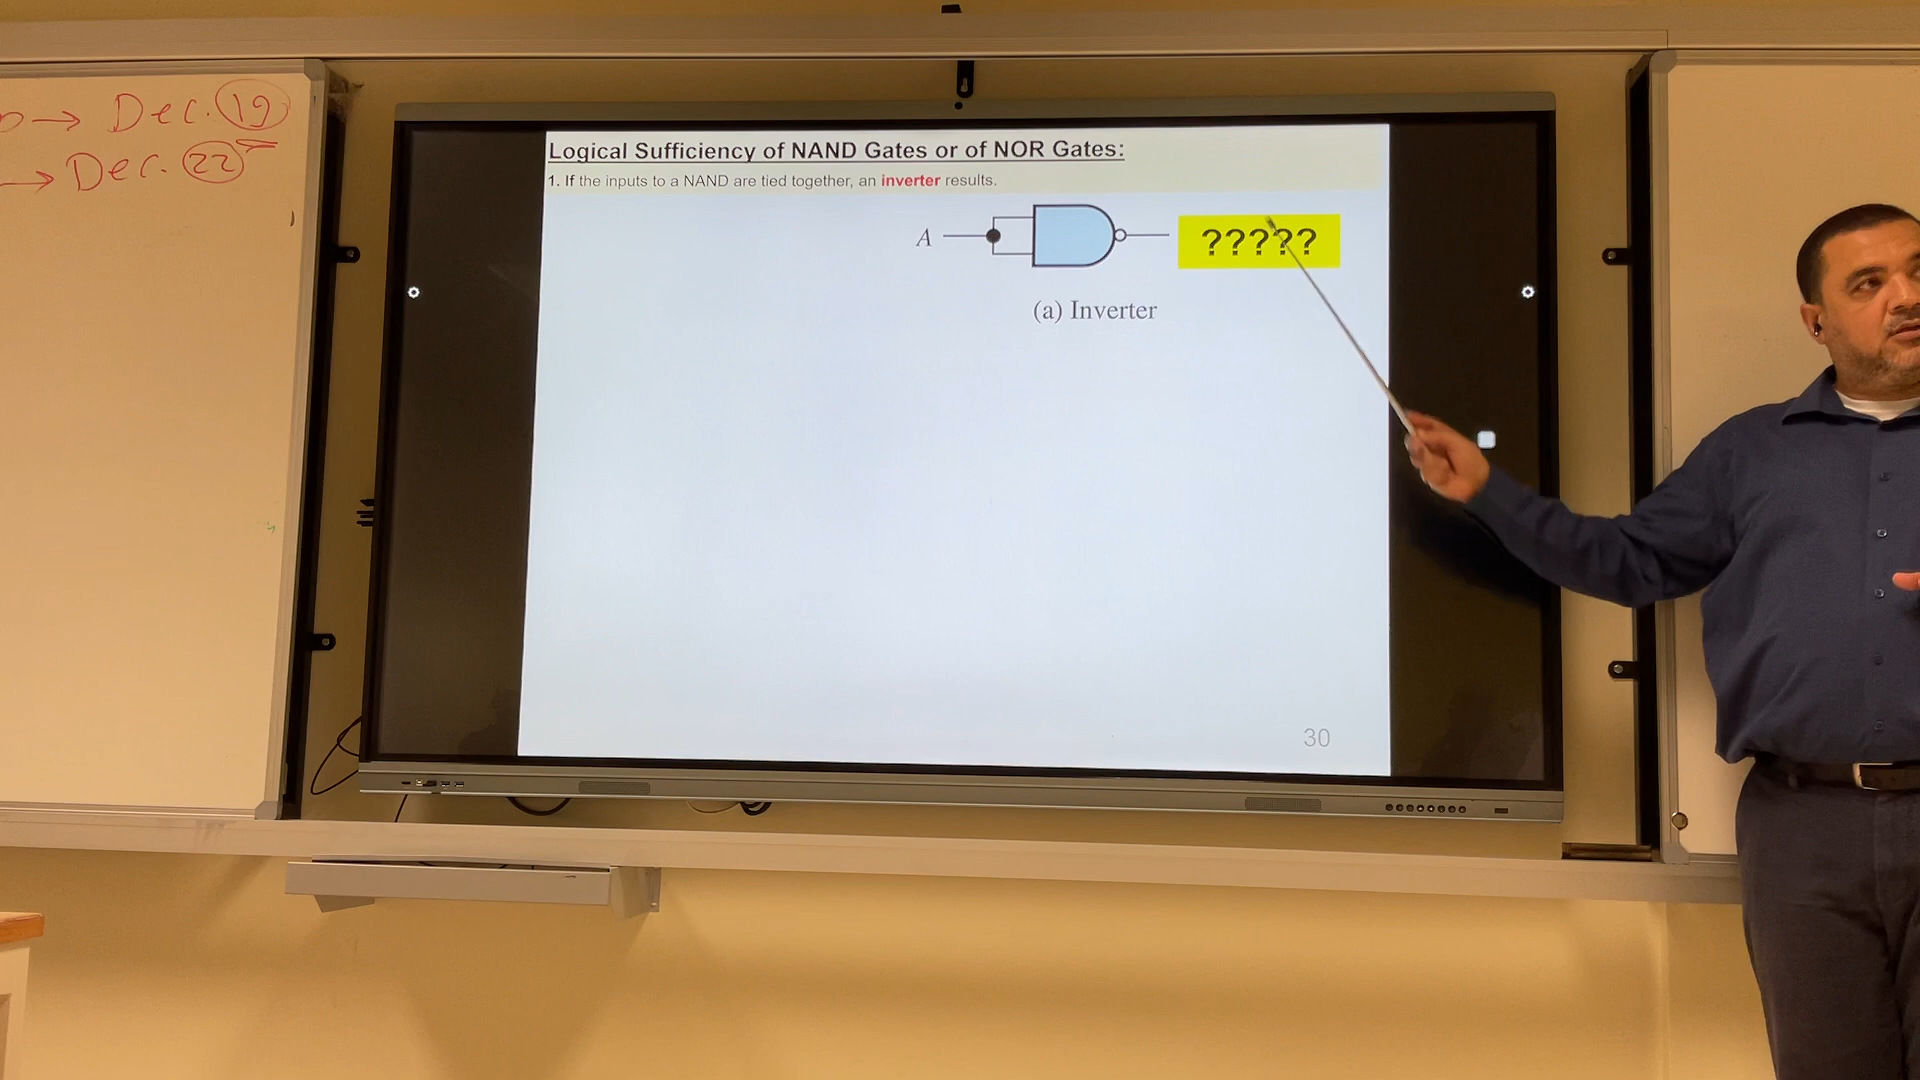 → Dec. 19
→ Dec. 22
Logical Sufficiency of NAND Gates or of NOR Gates:
1. If the inputs to a NAND are tied together, an inverter results.
A
?????
(a) Inverter
30